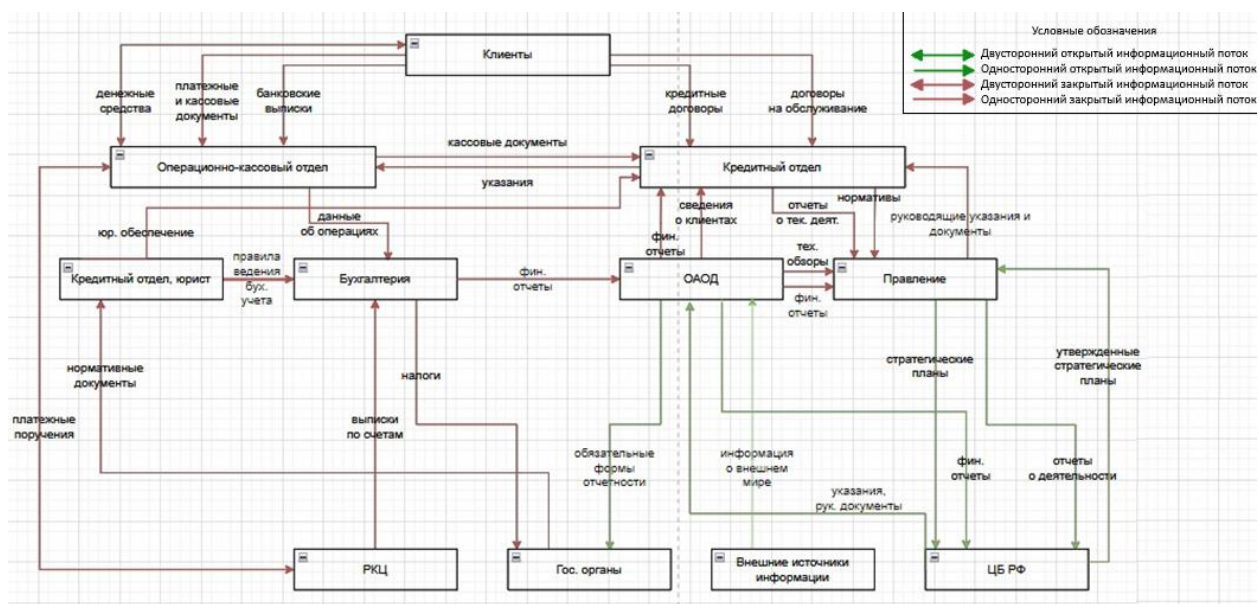 Условные обозначения
Двусторонний открытый информационный поток
Односторонний открытый информационный поток
Двусторонний закрытый информационный поток
Односторонний закрытый информационный поток
Клиенты
денежные
средства
платежные
и кассовые
документы
банковские
выписки
кредитные
договоры
договоры
на обслуживание
Операционно-кассовый отдел
кассовые документы
Кредитный отдел
указания
данные
об операциях
юр. обеспечение
фин.
отчеты
сведения
о клиентах
отчеты
о тек. деят.
нормативы
руководящие указания и
документы
Кредитный отдел, юрист
правила
ведения
бух.
учета
Бухгалтерия
фин.
отчеты
ОАОД
тех.
обзоры
фин.
отчеты
Правление
нормативные
документы
налоги
стратегические
планы
утвержденные
стратегические
планы
платежные
поручения
выписки
по счетам
обязательные
формы
отчетности
информация
о внешнем
мире
фин.
отчеты
отчеты
о деятельности
указания,
рук. документы
РКЦ
Гос. органы
Внешние источники
информации
ЦБ РФ